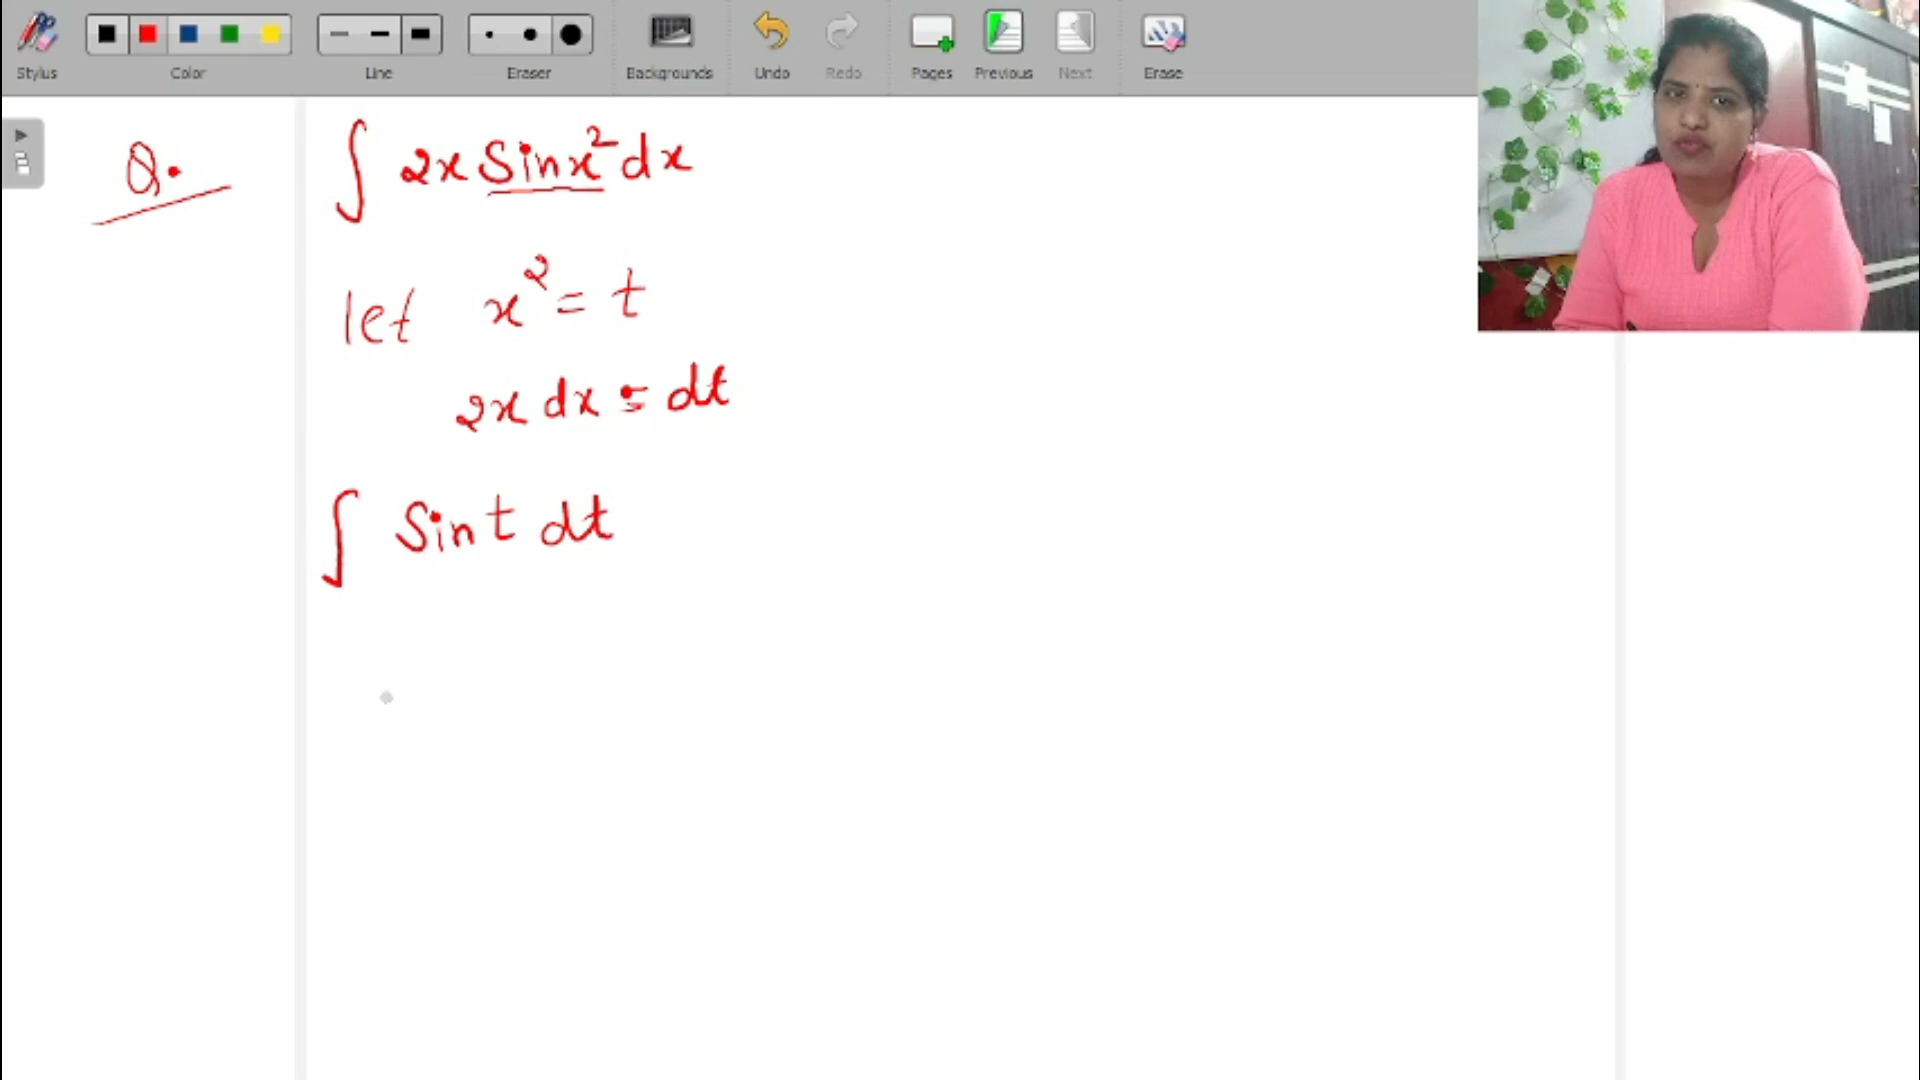 Stylus Color Line Eraser Backgrounds Undo Redo Pages Previous Next Erase
Q. ∫ 2x Sinx² dx
let x² = t
2x dx = dt
∫ Sin t dt